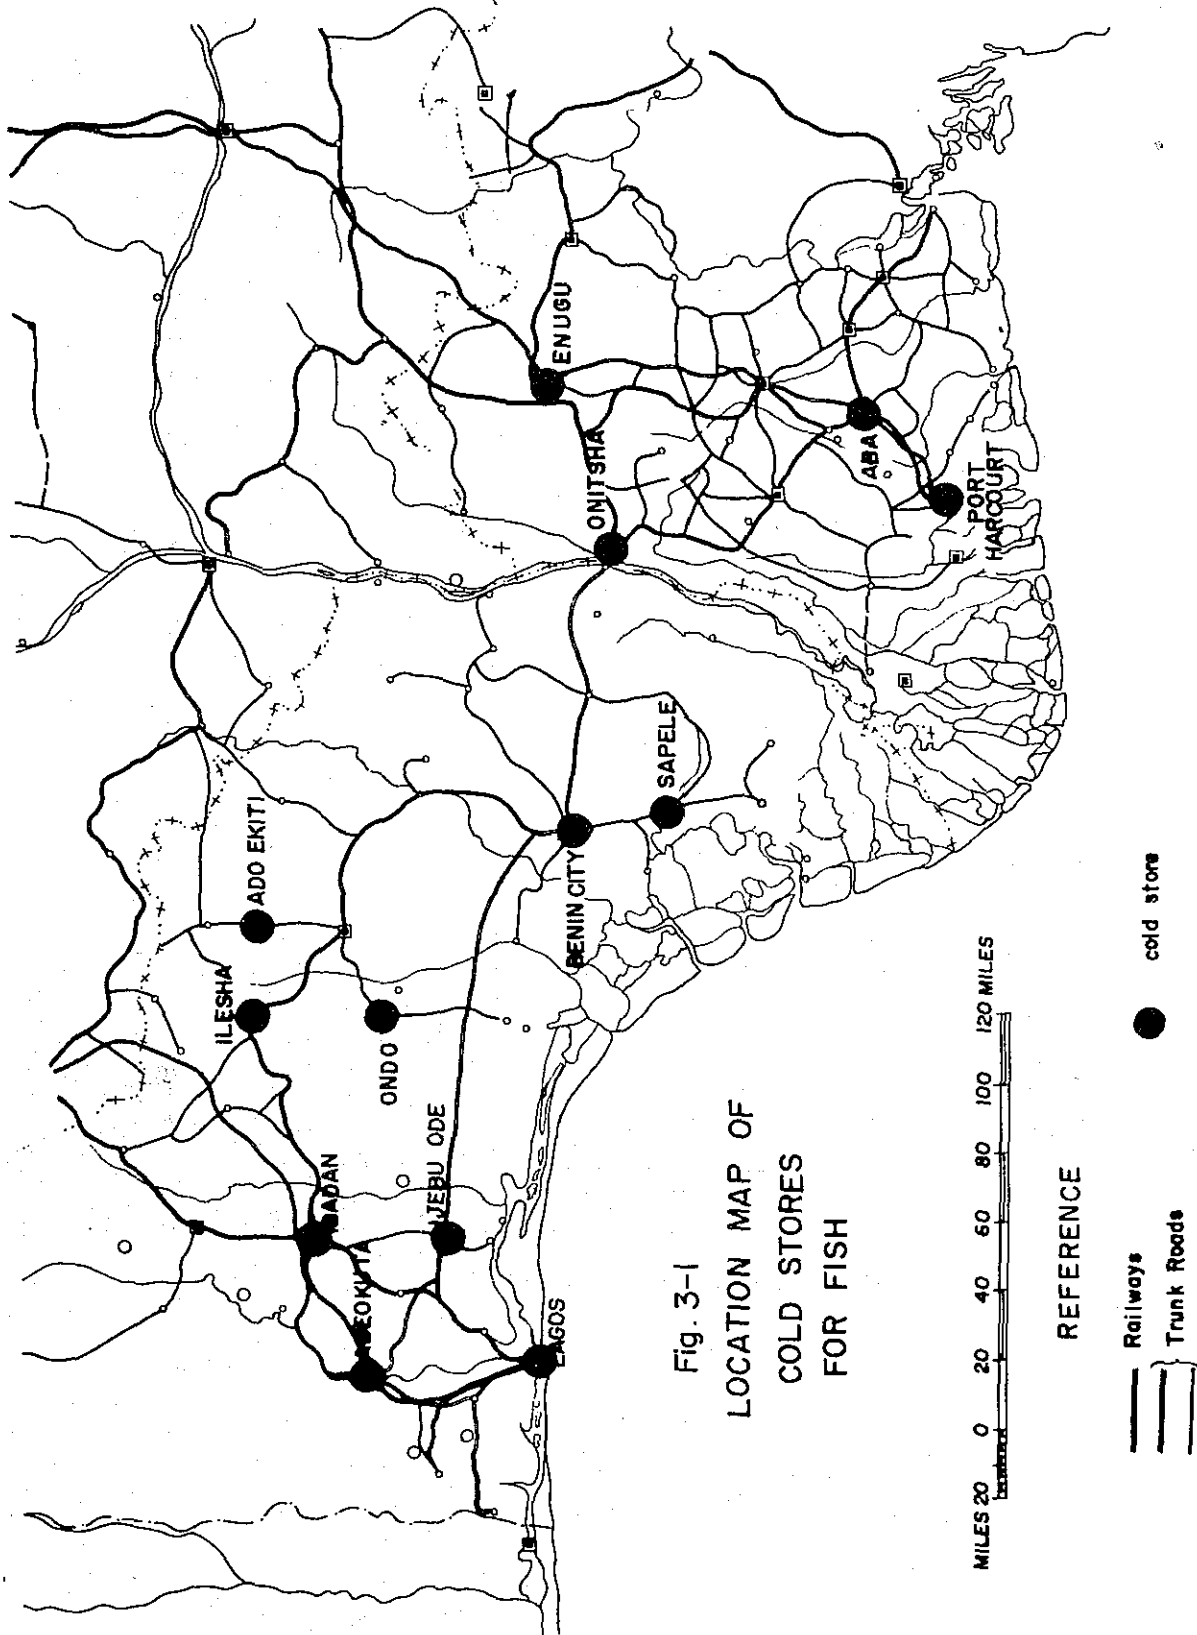 ILESHA
ADO EKITI
IBADAN
ABEOKUTA
ONDO
IJEBU ODE
LAGOS
ENUGU
BENIN CITY
ONITSHA
SAPELE
ABA
PORT
HARCOURT
Fig. 3-1
LOCATION MAP OF
COLD STORES
FOR FISH
MILES 20 0 20 40 60 80 100 120 MILES
REFERENCE
Railways
Trunk Roads
cold store